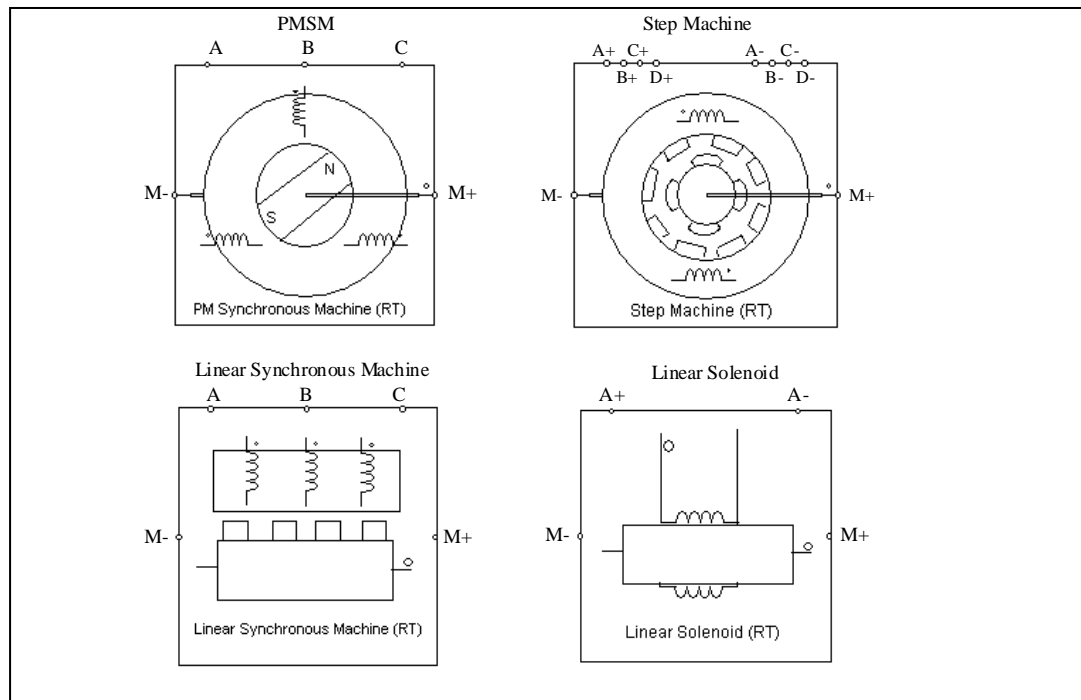 PMSM
A B C
M- N S M+
PM Synchronous Machine (RT)
Step Machine
A+ C+ A- C-
B+ D+ B- D-
M- M+
Step Machine (RT)
Linear Synchronous Machine
A B C
M- M+
Linear Synchronous Machine (RT)
Linear Solenoid
A+ A-
M- M+
Linear Solenoid (RT)